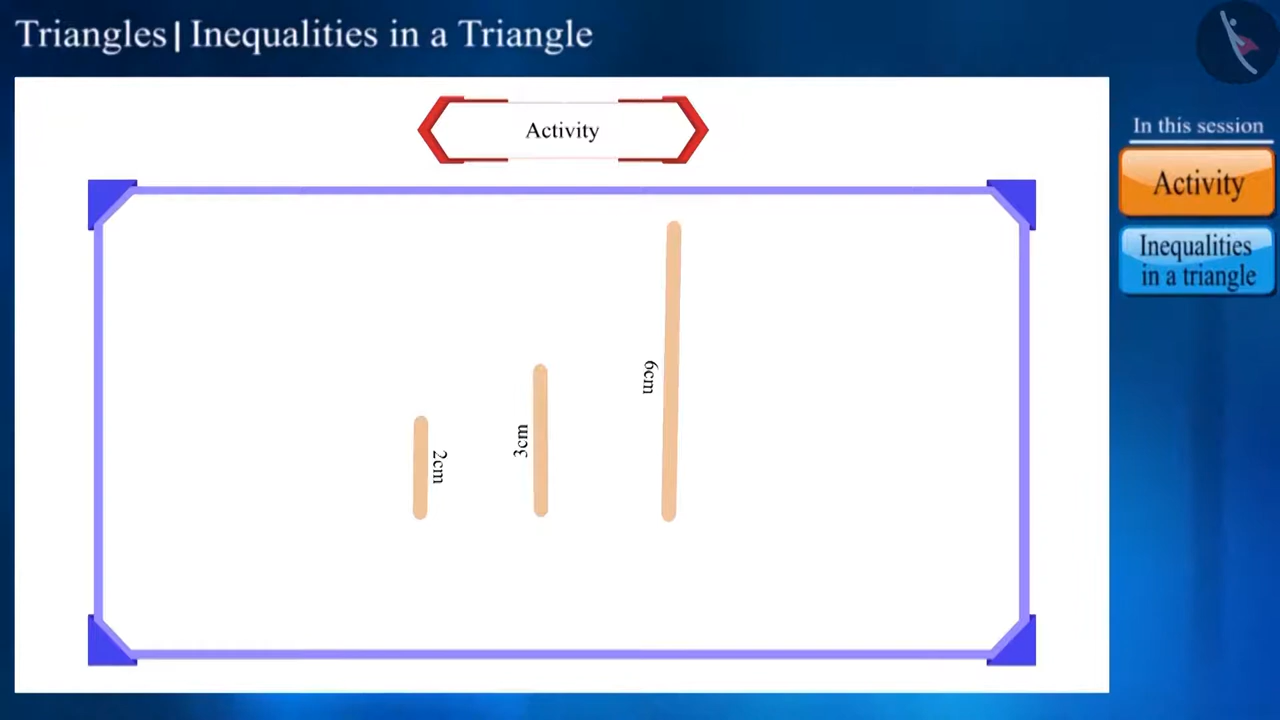 Triangles | Inequalities in a Triangle
Activity
2cm
3cm
6cm
In this session
Activity
Inequalities
in a triangle